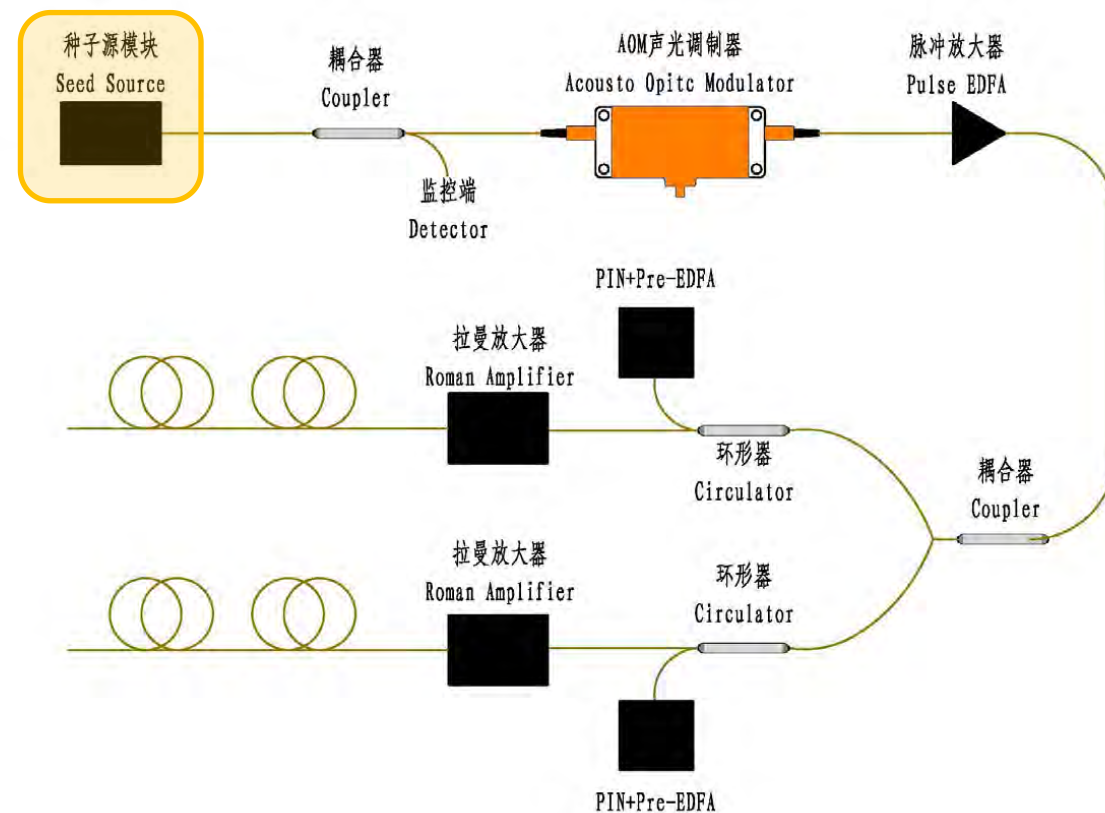 种子源模块
Seed Source
耦合器
Coupler
监控端
Detector
AOM声光调制器
Acousto Opitc Modulator
脉冲放大器
Pulse EDFA
PIN+Pre-EDFA
拉曼放大器
Roman Amplifier
环形器
Circulator
耦合器
Coupler
拉曼放大器
Roman Amplifier
环形器
Circulator
PIN+Pre-EDFA